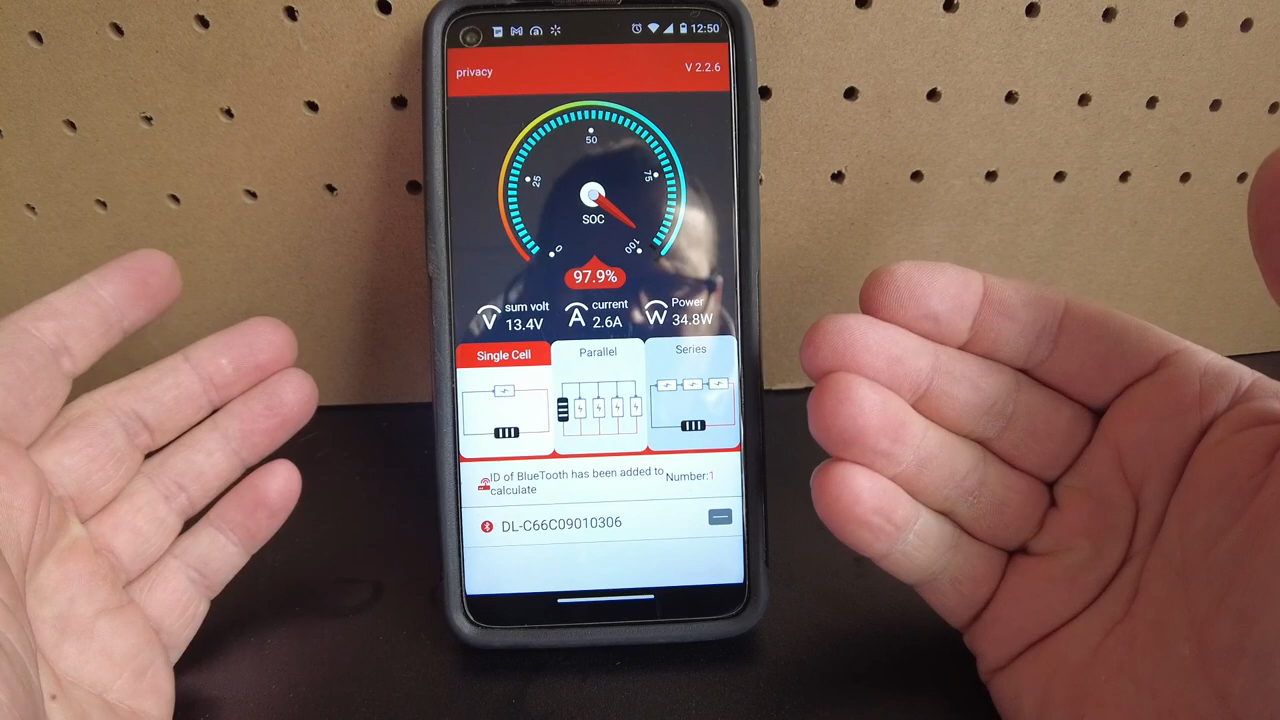 12:50
privacy V 2.2.6
50
25 75
SOC
0 100
97.9%
V sum volt 13.4V A current 2.6A W Power 34.8W
Single Cell Parallel Series
ID of BlueTooth has been added to Number:1
calculate
DL-C66C09010306